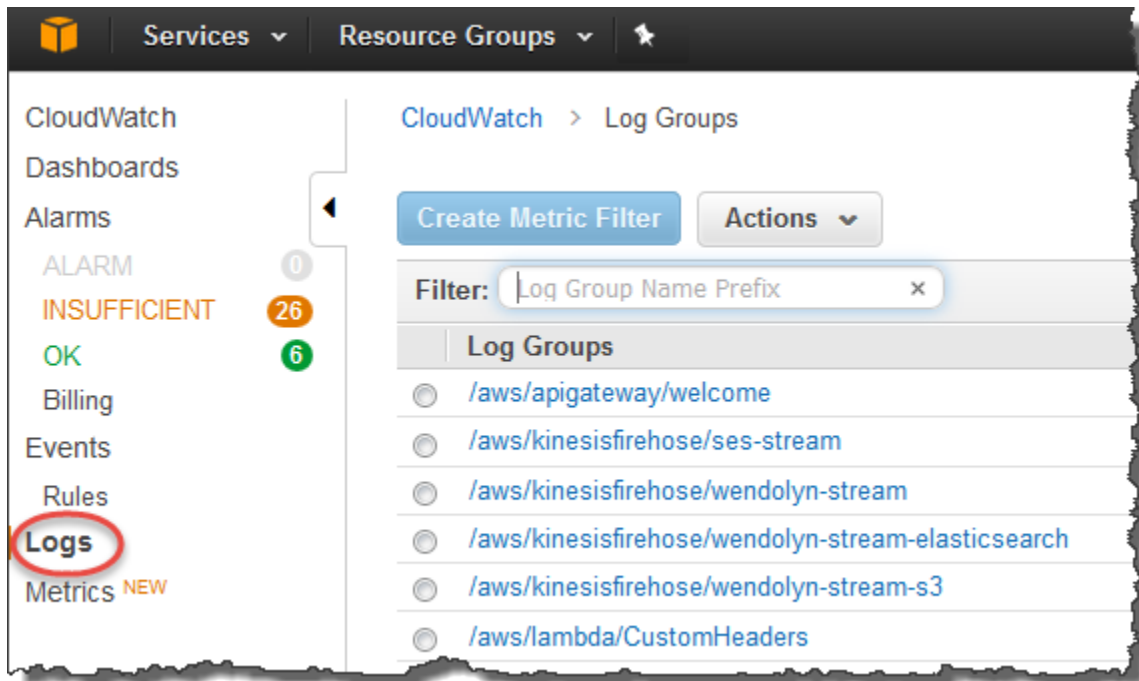 Services
Resource Groups
CloudWatch
Dashboards
Alarms
ALARM 0
INSUFFICIENT 26
OK 6
Billing
Events
Rules
Logs
Metrics NEW
CloudWatch > Log Groups
Create Metric Filter
Actions
Filter: Log Group Name Prefix ×
Log Groups
/aws/apigateway/welcome
/aws/kinesisfirehose/ses-stream
/aws/kinesisfirehose/wendolyn-stream
/aws/kinesisfirehose/wendolyn-stream-elasticsearch
/aws/kinesisfirehose/wendolyn-stream-s3
/aws/lambda/CustomHeaders